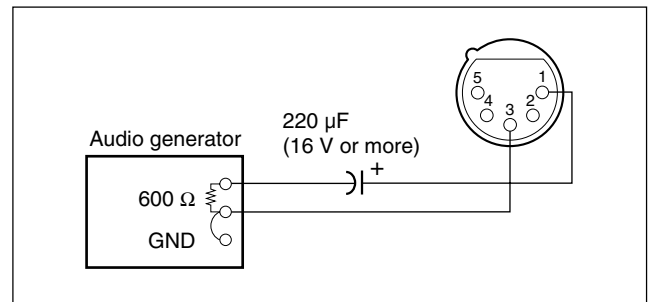 5
1
4
3
2
220 µF
(16 V or more)
+
Audio generator
600 Ω
GND